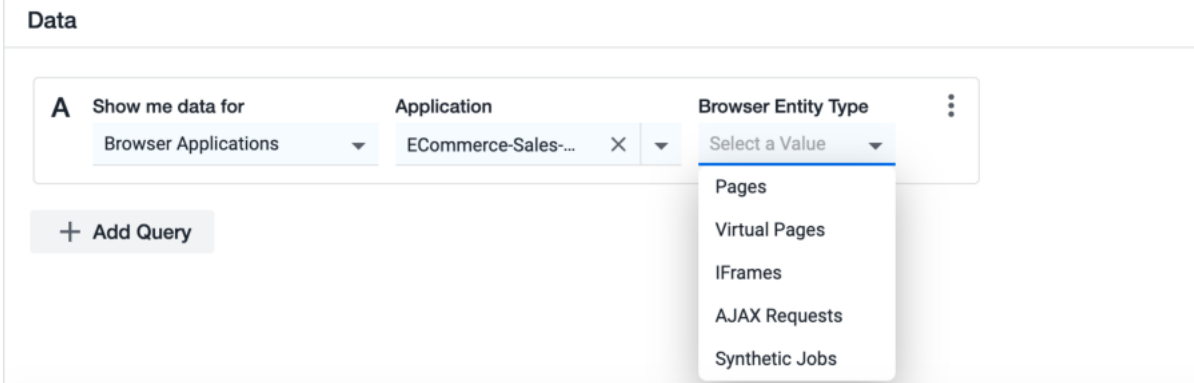 Data
A Show me data for Application Browser Entity Type
Browser Applications ECommerce-Sales-... Select a Value
Pages
Virtual Pages
+ Add Query
IFrames
AJAX Requests
Synthetic Jobs